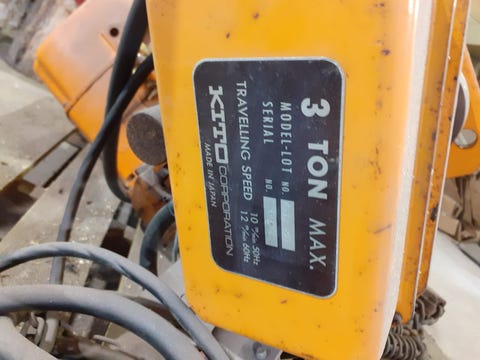 3 TON MAX.
MODEL-LOT NO.
SERIAL NO.
TRAVELLING SPEED 10 m/min 50Hz
12 m/min 60Hz
KITO CORPORATION
MADE IN JAPAN